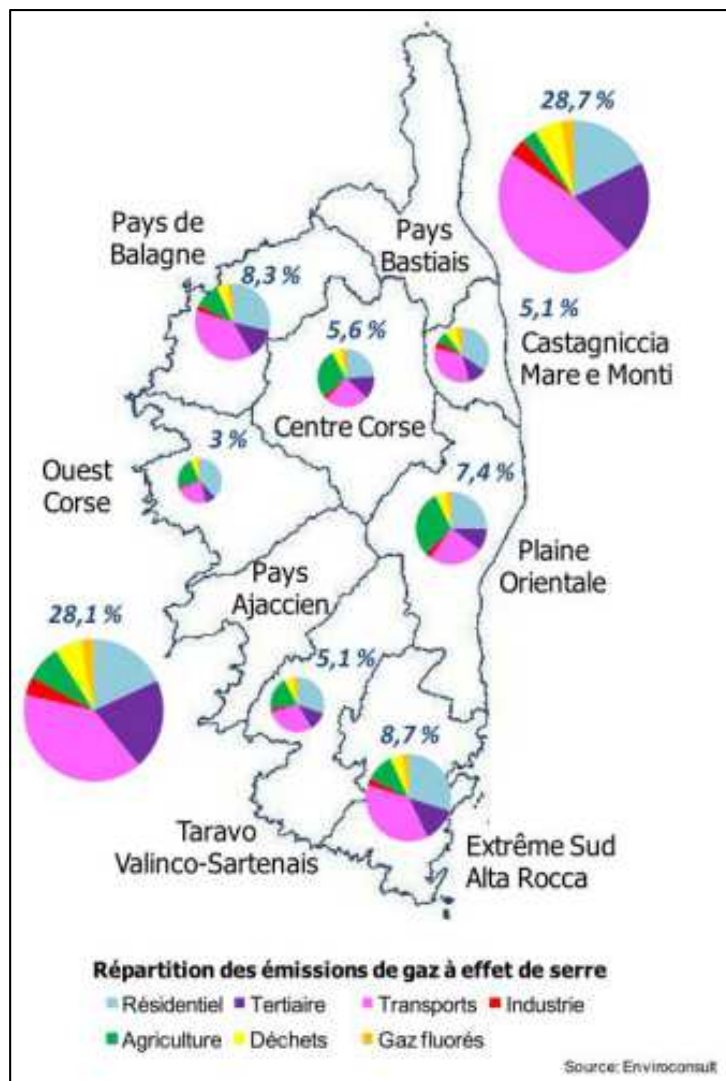 28,7 %
Pays de
Balagne
Pays
Bastiais
8,3 %
5,1 %
5,6 %
Castagniccia
Mare e Monti
Centre Corse
3 %
Ouest
Corse
7,4 %
Plaine
Orientale
Pays
Ajaccien
28,1 %
5,1 %
8,7 %
Taravo
Valinco-Sartenais
Extrême Sud
Alta Rocca
Répartition des émissions de gaz à effet de serre
Résidentiel Tertiaire Transports Industrie
Agriculture Déchets Gaz fluorés
Source: Enviroconsult